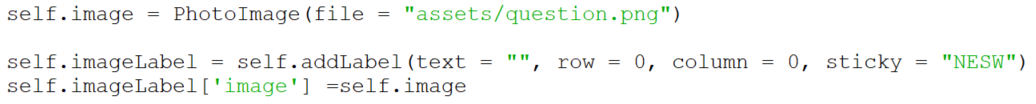 self.image = PhotoImage(file = "assets/question.png")
self.imageLabel = self.addLabel(text = "", row = 0, column = 0, sticky = "NESW")
self.imageLabel['image'] =self.image